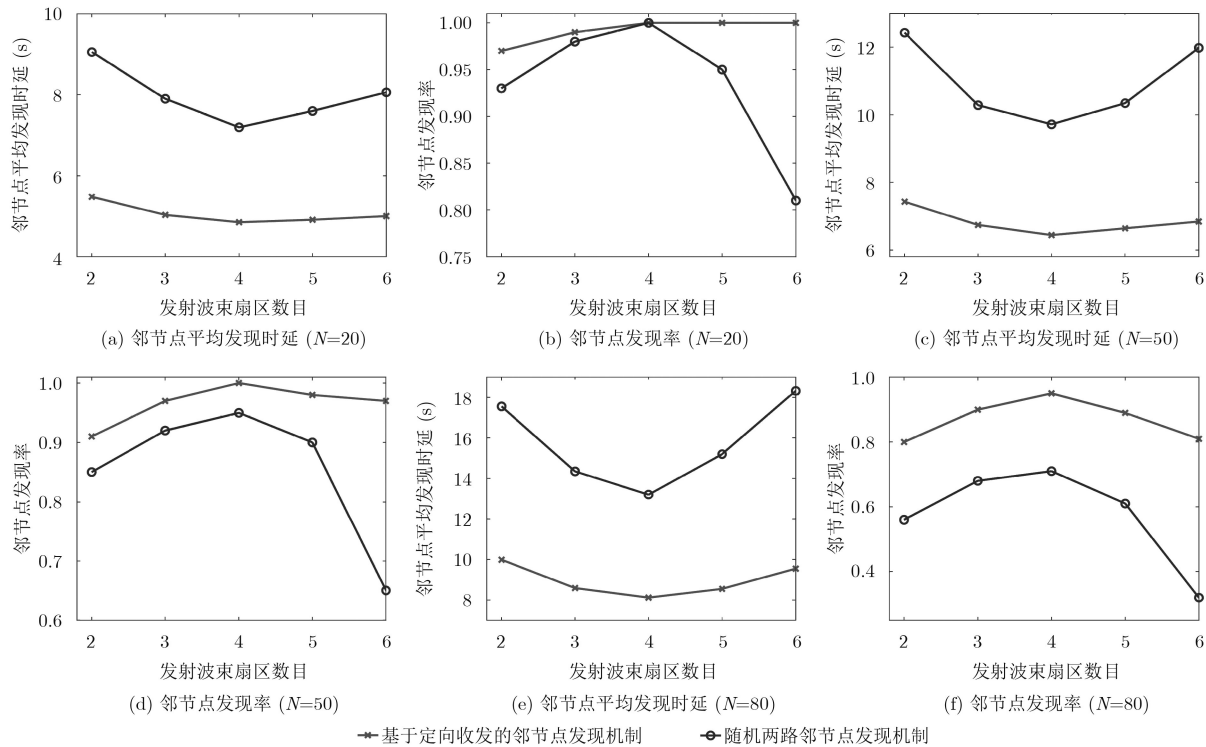 邻节点平均发现时延 (s)
10
8
6
4
2 3 4 5 6
发射波束扇区数目
(a) 邻节点平均发现时延 (N=20)
邻节点发现率
1.00
0.95
0.90
0.85
0.80
0.75
2 3 4 5 6
发射波束扇区数目
(b) 邻节点发现率 (N=20)
邻节点平均发现时延 (s)
12
10
8
6
2 3 4 5 6
发射波束扇区数目
(c) 邻节点平均发现时延 (N=50)
邻节点发现率
1.0
0.9
0.8
0.7
0.6
2 3 4 5 6
发射波束扇区数目
(d) 邻节点发现率 (N=50)
邻节点平均发现时延 (s)
18
16
14
12
10
8
2 3 4 5 6
发射波束扇区数目
(e) 邻节点平均发现时延 (N=80)
邻节点发现率
1.0
0.8
0.6
0.4
2 3 4 5 6
发射波束扇区数目
(f) 邻节点发现率 (N=80)
基于定向收发的邻节点发现机制
随机两路邻节点发现机制